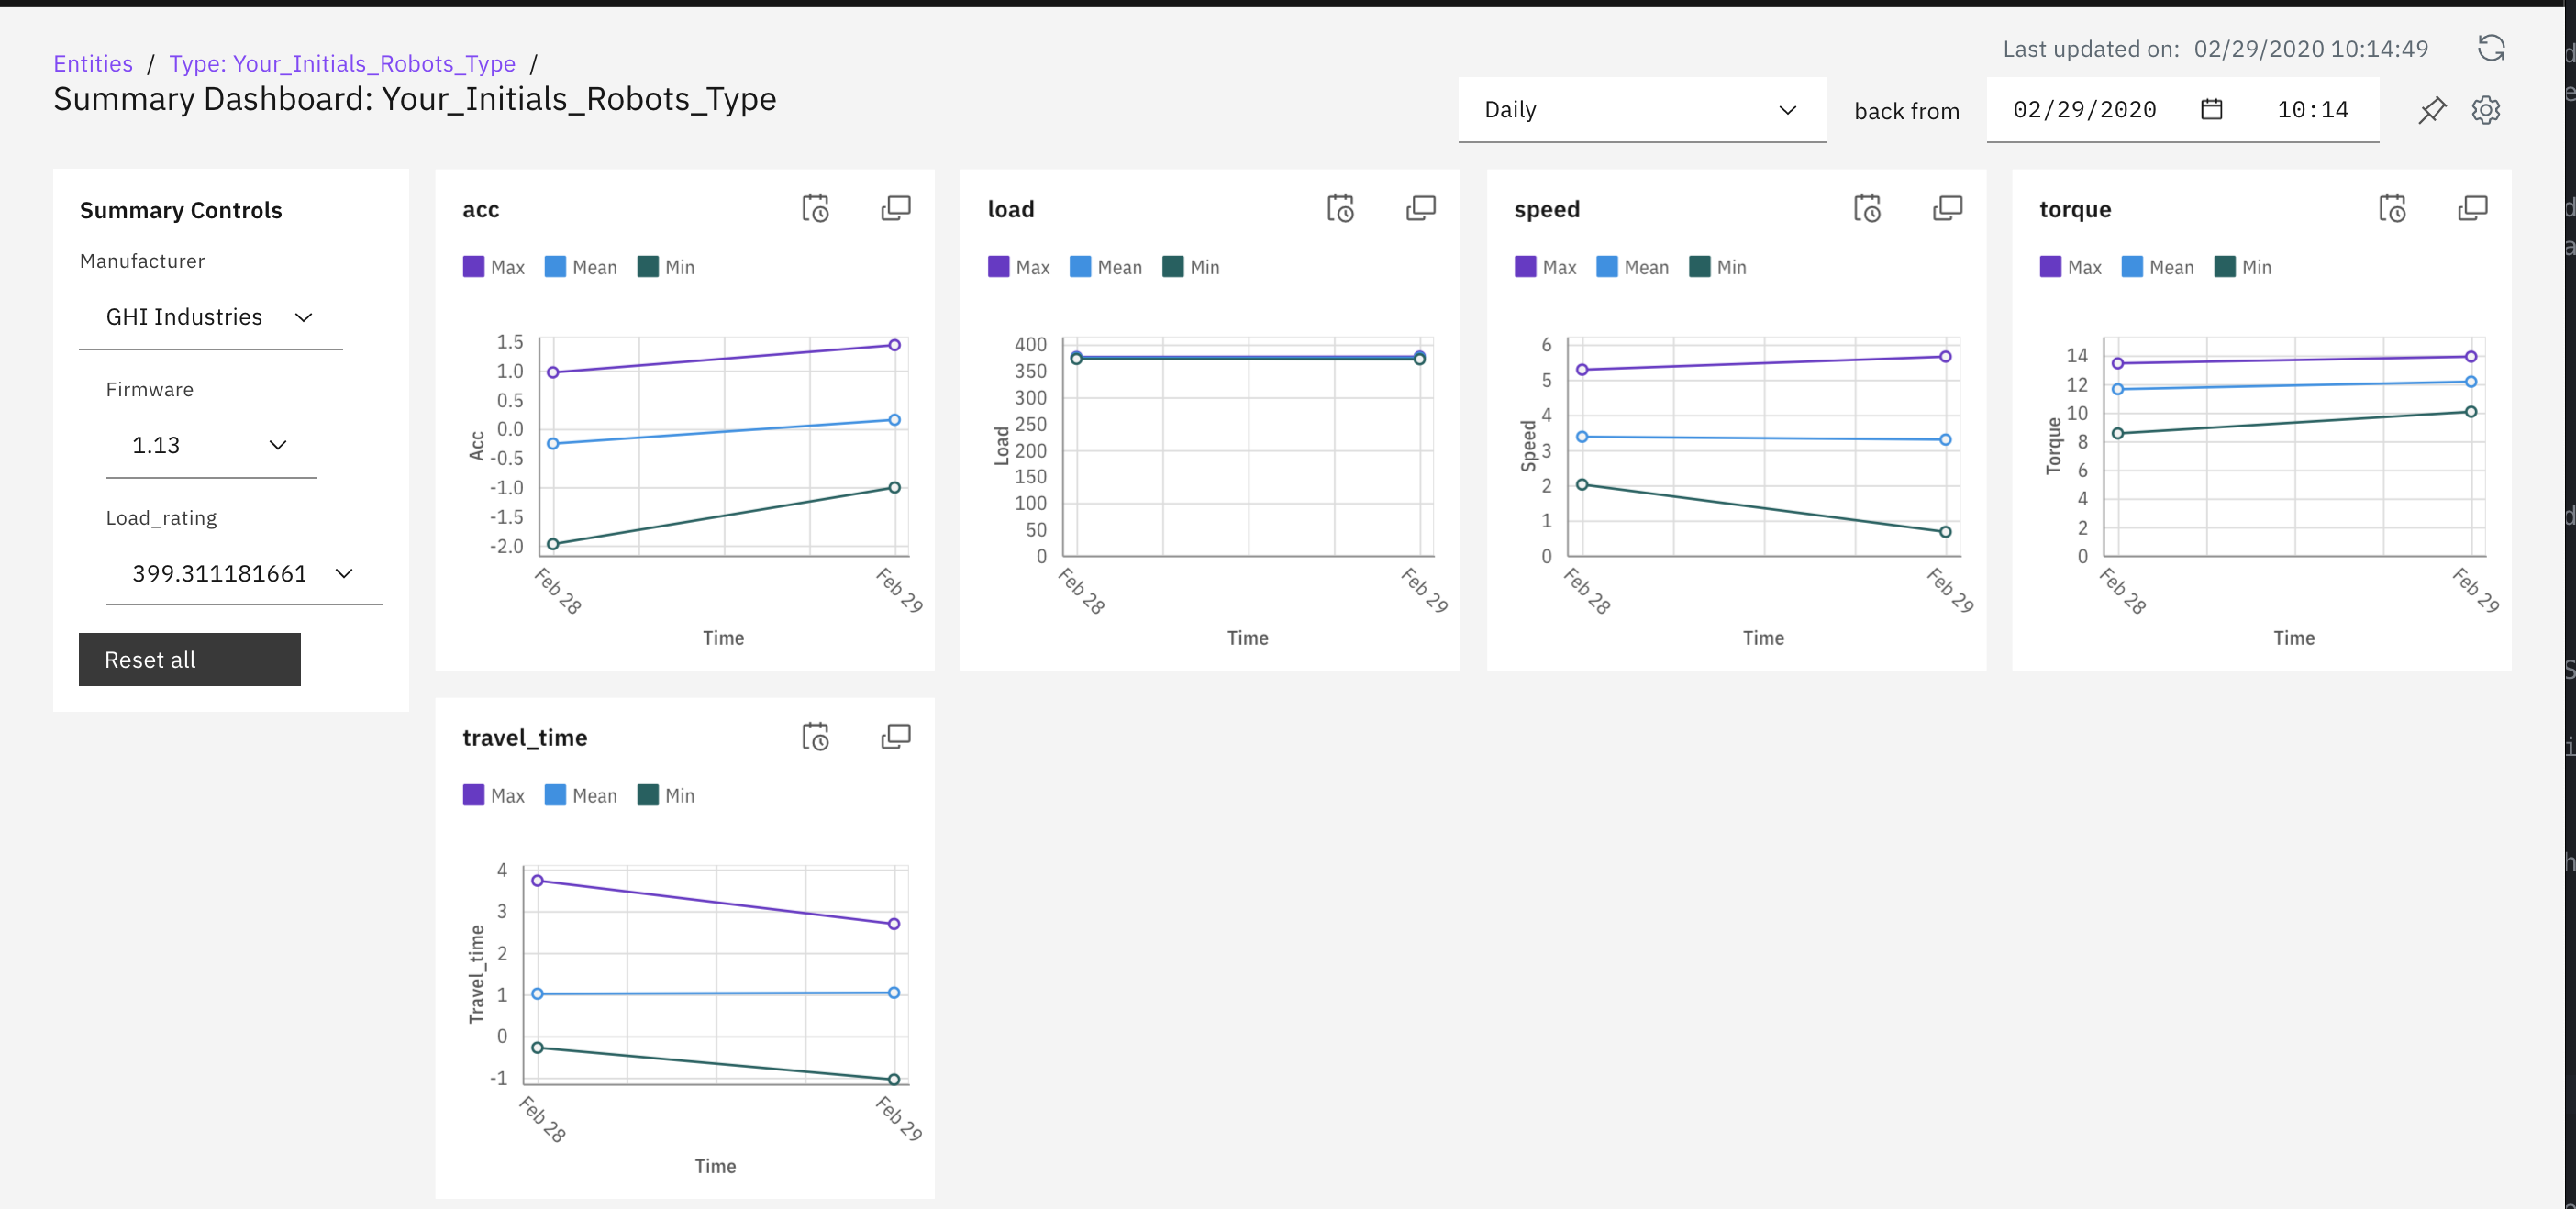 Entities / Type: Your_Initials_Robots_Type /
Summary Dashboard: Your_Initials_Robots_Type
Last updated on: 02/29/2020 10:14:49
Daily back from 02/29/2020 10:14
Summary Controls
Manufacturer
GHI Industries
Firmware
1.13
Load_rating
399.311181661
Reset all
acc
Max Mean Min
1.5
1.0
0.5
0.0
-0.5
-1.0
-1.5
-2.0
Acc
Feb 28 Feb 29
Time
load
Max Mean Min
400
350
300
250
200
150
100
50
0
Load
Feb 28 Feb 29
Time
speed
Max Mean Min
6
5
4
3
2
1
0
Speed
Feb 28 Feb 29
Time
torque
Max Mean Min
14
12
10
8
6
4
2
0
Torque
Feb 28 Feb 29
Time
travel_time
Max Mean Min
4
3
2
1
0
-1
Travel_time
Feb 28 Feb 29
Time